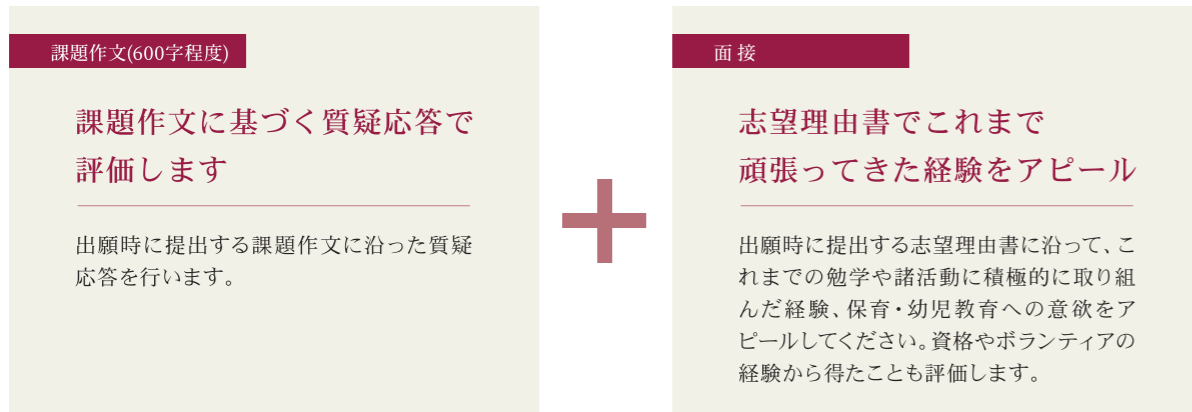 課題作文(600字程度)
課題作文に基づく質疑応答で
評価します
出願時に提出する課題作文に沿った質疑
応答を行います。
面接
志望理由書でこれまで
頑張ってきた経験をアピール
出願時に提出する志望理由書に沿って、こ
れまでの勉学や諸活動に積極的に取り組
んだ経験、保育・幼児教育への意欲をア
ピールしてください。資格やボランティアの
経験から得たことも評価します。